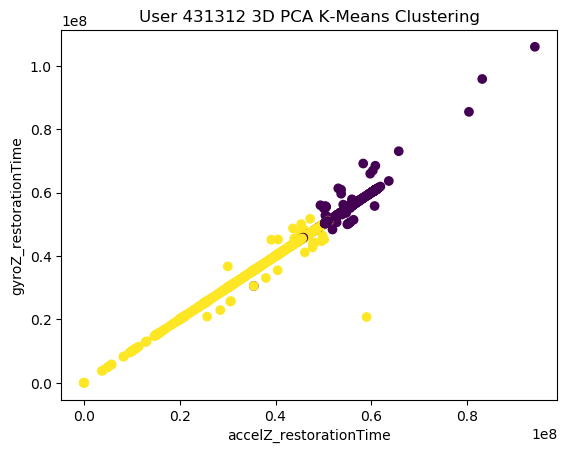 User 431312 3D PCA K-Means Clustering
1e8
1.0
0.8
0.6
0.4
0.2
0.0
gyroZ_restorationTime
0.0 0.2 0.4 0.6 0.8
accelZ_restorationTime
1e8